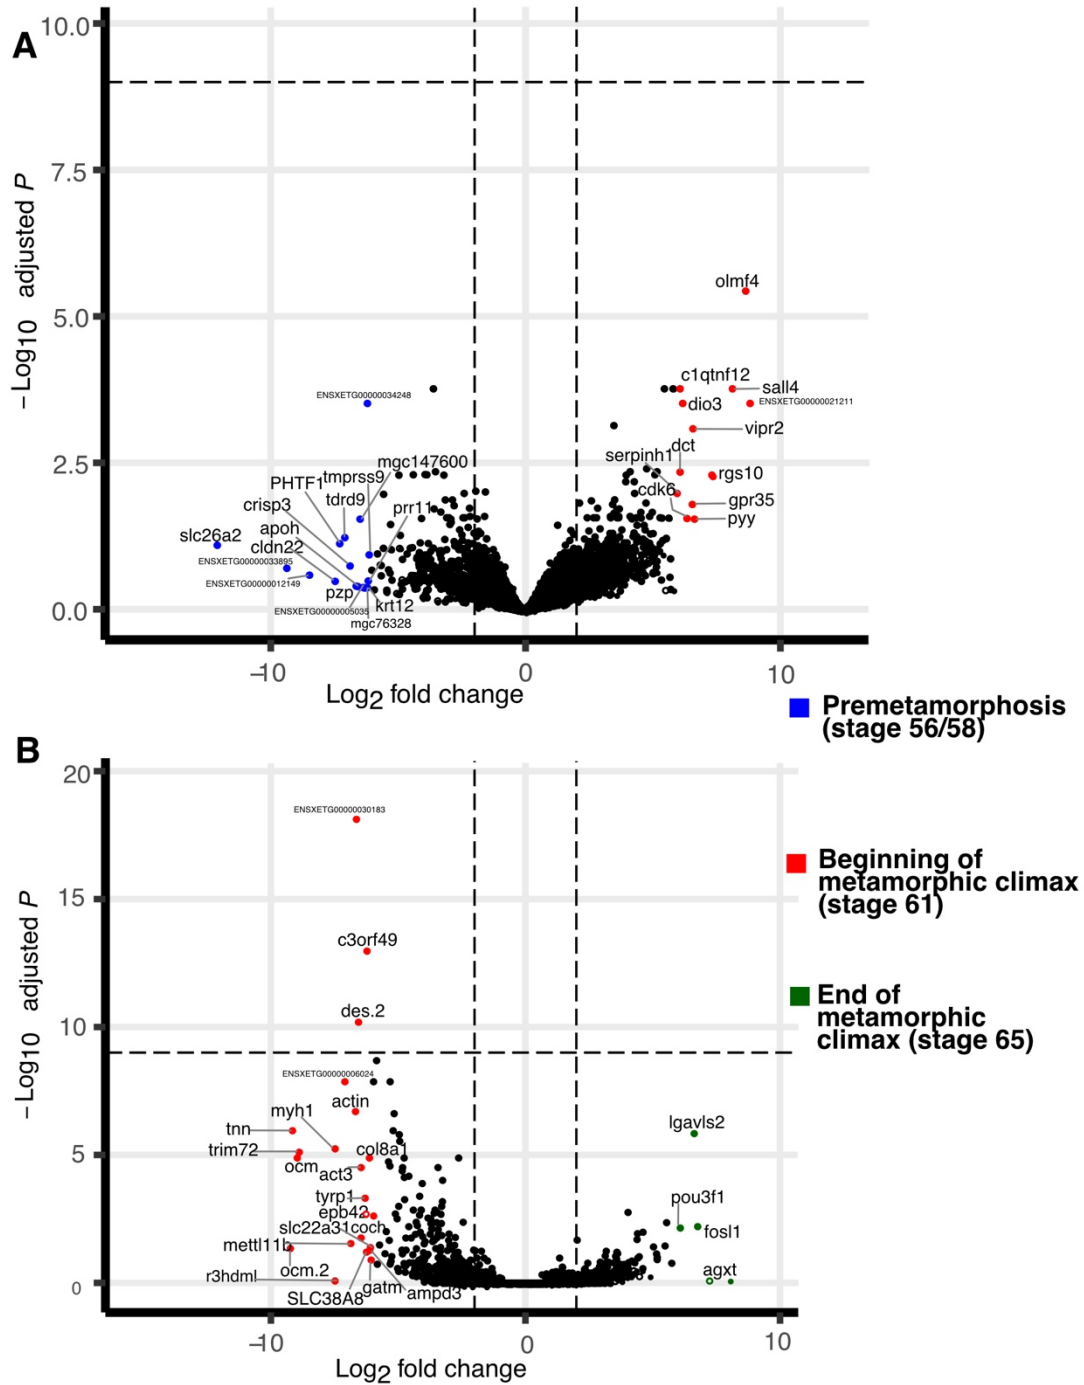 A
10.0
7.5
olmf4
5.0
−Log10 adjusted P
c1qtnf12
sall4
ENSXETG00000034248
dio3
ENSXETG00000021211
vipr2
dct
serpinh1
mgc147600
2.5
PHTF1
tmprss9
rgs10
tdrd9
cdk6
crisp3
prr11
gpr35
apoh
pyy
slc26a2
cldn22
ENSXETG00000033895
ENSXETG00000012149
pzp
krt12
0.0
ENSXETG00000005035
mgc76328
−10
0
10
Log2 fold change
Premetamorphosis
(stage 56/58)
B
20
ENSXETG00000030183
Beginning of
metamorphic climax
(stage 61)
15
c3orf49
End of
metamorphic
climax (stage 65)
des.2
10
−Log10 adjusted P
ENSXETG00000006024
actin
myh1
tnn
lgavls2
trim72
col8a1
5
ocm
act3
tyrp1
pou3f1
epb42
slc22a31
coch
fosl1
mettl11b
ocm.2
agxt
r3hdml
0
gatm
ampd3
SLC38A8
−10
0
10
Log2 fold change